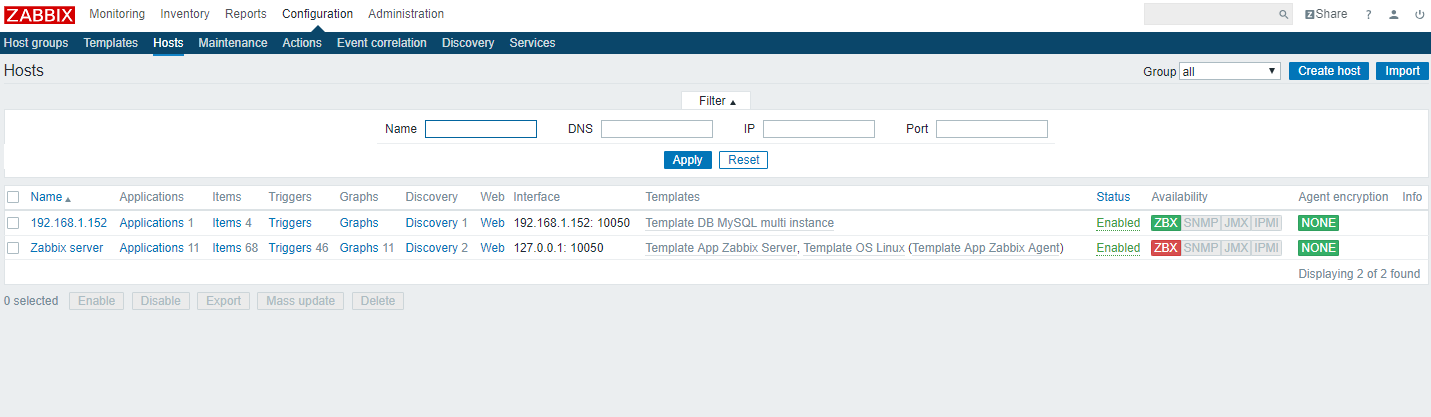 ZABBIX Monitoring Inventory Reports Configuration Administration Z Share ?
Host groups Templates Hosts Maintenance Actions Event correlation Discovery Services
Hosts Group all Create host Import
Filter
Name DNS IP Port
Apply Reset
Name Applications Items Triggers Graphs Discovery Web Interface Templates Status Availability Agent encryption Info
192.168.1.152 Applications 1 Items 4 Triggers Graphs Discovery 1 Web 192.168.1.152: 10050 Template DB MySQL multi instance Enabled ZBX SNMP JMX IPMI NONE
Zabbix server Applications 11 Items 68 Triggers 46 Graphs 11 Discovery 2 Web 127.0.0.1: 10050 Template App Zabbix Server, Template OS Linux (Template App Zabbix Agent) Enabled ZBX SNMP JMX IPMI NONE
Displaying 2 of 2 found
0 selected Enable Disable Export Mass update Delete